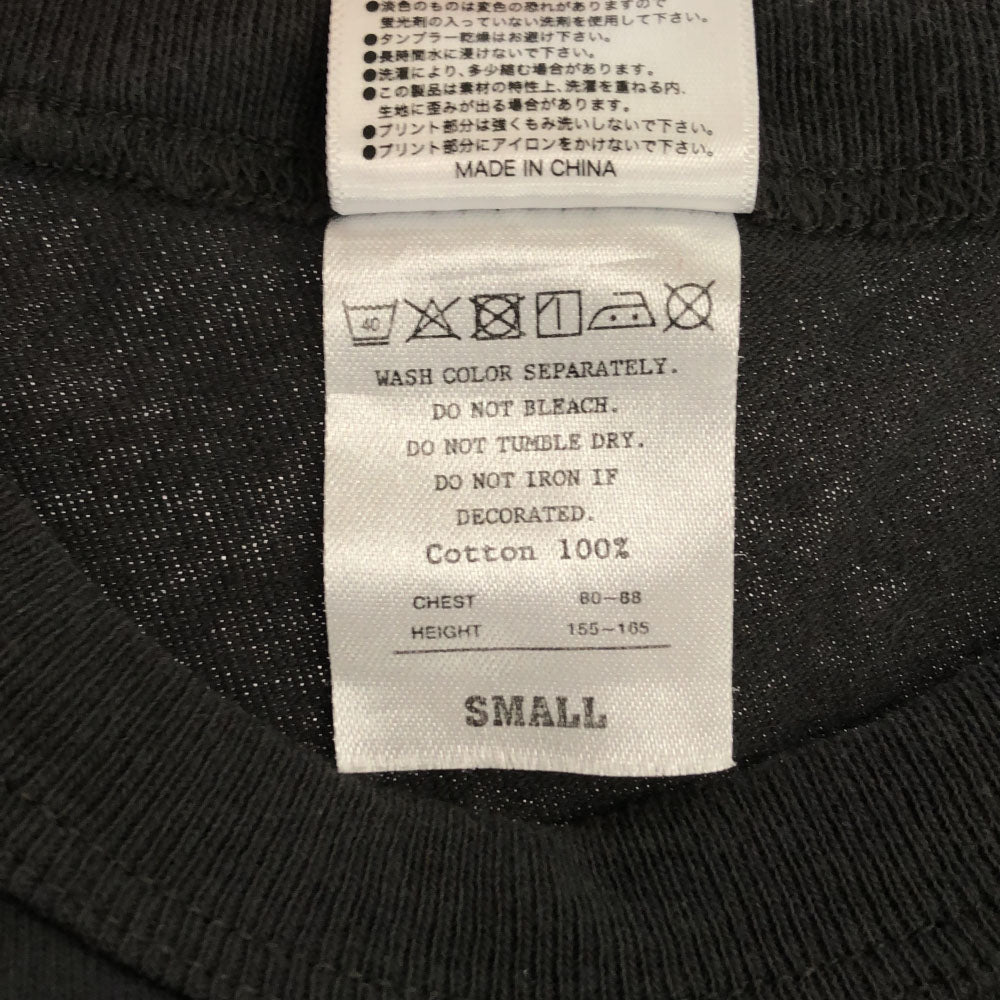 ●淡色のものは変色の恐れがありますので
蛍光剤の入っていない洗剤を使用して下さい。
●タンブラー乾燥はお避け下さい。
●長時間水に浸けないで下さい。
●洗濯により、多少縮む場合があります。
●この製品は素材の特性上、洗濯を重ねる内、
生地に歪みが出る場合があります。
●プリント部分は強くもみ洗いしないで下さい。
●プリント部分にアイロンをかけないで下さい。
MADE IN CHINA
40
WASH COLOR SEPARATELY.
DO NOT BLEACH.
DO NOT TUMBLE DRY.
DO NOT IRON IF
DECORATED.
Cotton 100%
CHEST 80~88
HEIGHT 155~165
SMALL